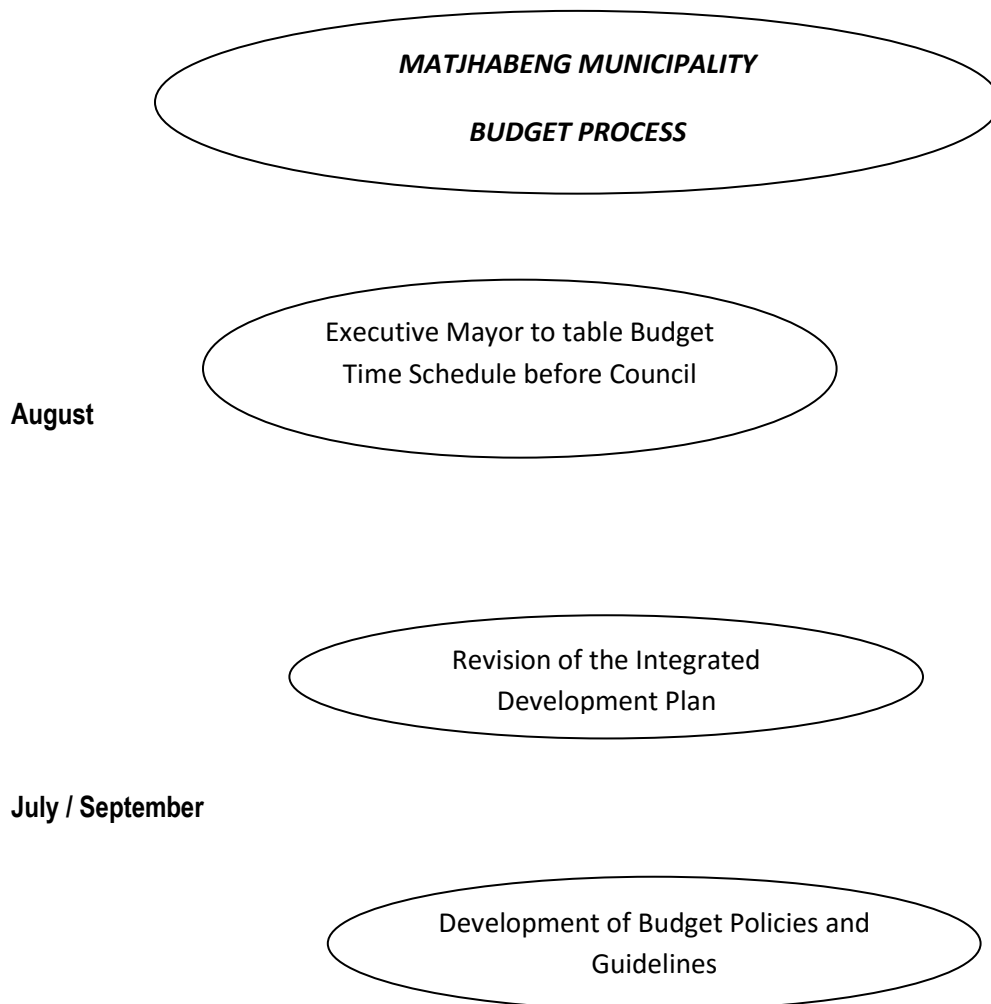 MATJHABENG MUNICIPALITY
BUDGET PROCESS
Executive Mayor to table Budget
Time Schedule before Council
August
Revision of the Integrated
Development Plan
July / September
Development of Budget Policies and
Guidelines